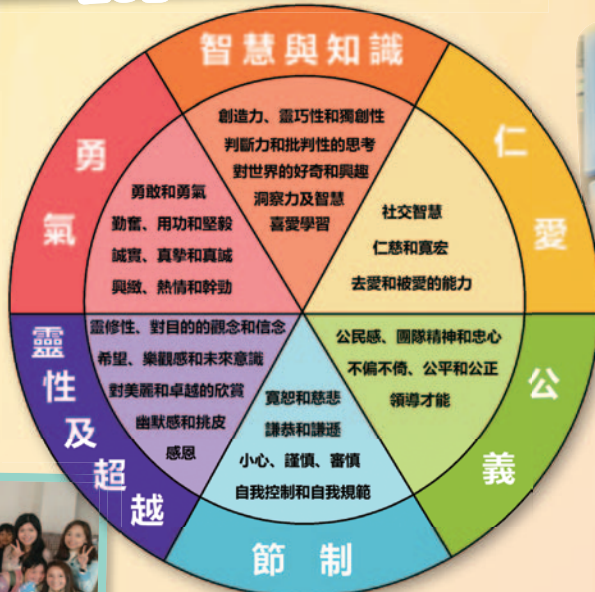 智慧與知識
創造力、靈巧性和獨創性
判斷力和批判性的思考
對世界的好奇和興趣
洞察力及智慧
喜愛學習
仁愛
社交智慧
仁慈和寬宏
去愛和被愛的能力
公義
公民感、團隊精神和忠心
不偏不倚、公平和公正
領導才能
節制
寬恕和慈悲
謙恭和謙遜
小心、謹慎、審慎
自我控制和自我規範
靈性及超越
靈修性、對目的的觀念和信念
希望、樂觀感和未來意識
對美麗和卓越的欣賞
幽默感和挑皮
感恩
勇氣
勇敢和勇氣
勤奮、用功和堅毅
誠實、真摯和真誠
興緻、熱情和幹勁